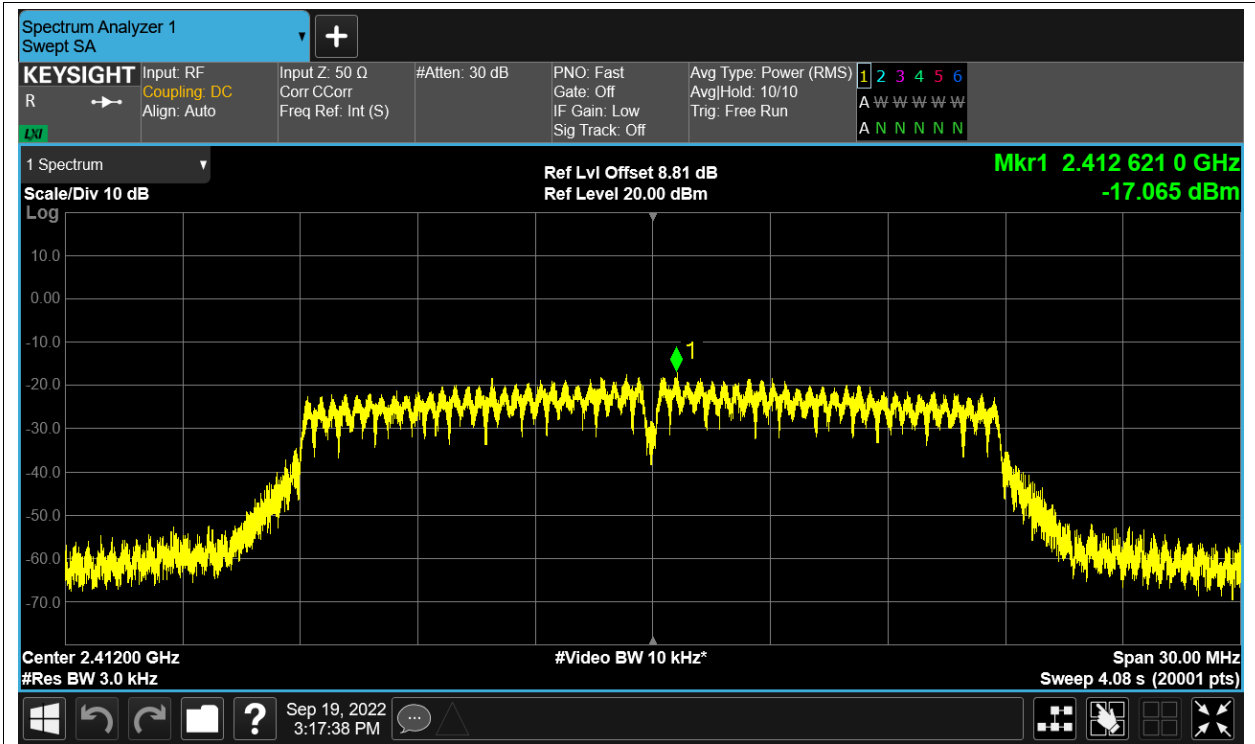 Spectrum Analyzer 1
Swept SA
KEYSIGHT
R
LXI
Input: RF
Coupling: DC
Align: Auto
Input Z: 50 Ω
Corr CCorr
Freq Ref: Int (S)
#Atten: 30 dB
PNO: Fast
Gate: Off
IF Gain: Low
Sig Track: Off
Avg Type: Power (RMS)
Avg|Hold: 10/10
Trig: Free Run
1 2 3 4 5 6
A W W W W W
A N N N N N
1 Spectrum
Scale/Div 10 dB
Log
Ref Lvl Offset 8.81 dB
Ref Level 20.00 dBm
Mkr1 2.412 621 0 GHz
-17.065 dBm
10.0
0.00
-10.0
-20.0
-30.0
-40.0
-50.0
-60.0
-70.0
1
Center 2.41200 GHz
#Res BW 3.0 kHz
#Video BW 10 kHz*
Span 30.00 MHz
Sweep 4.08 s (20001 pts)
?
Sep 19, 2022
3:17:38 PM